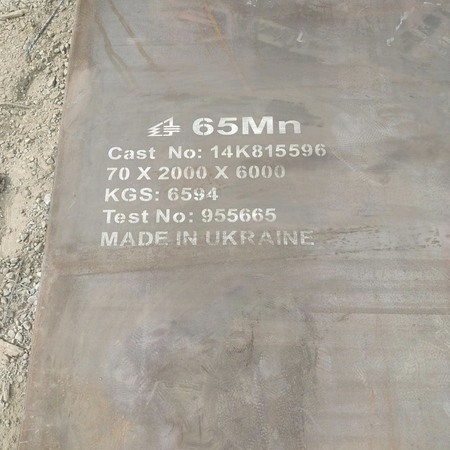 65Mn
Cast No: 14K815596
70 X 2000 X 6000
KGS: 6594
Test No: 955665
MADE IN UKRAINE